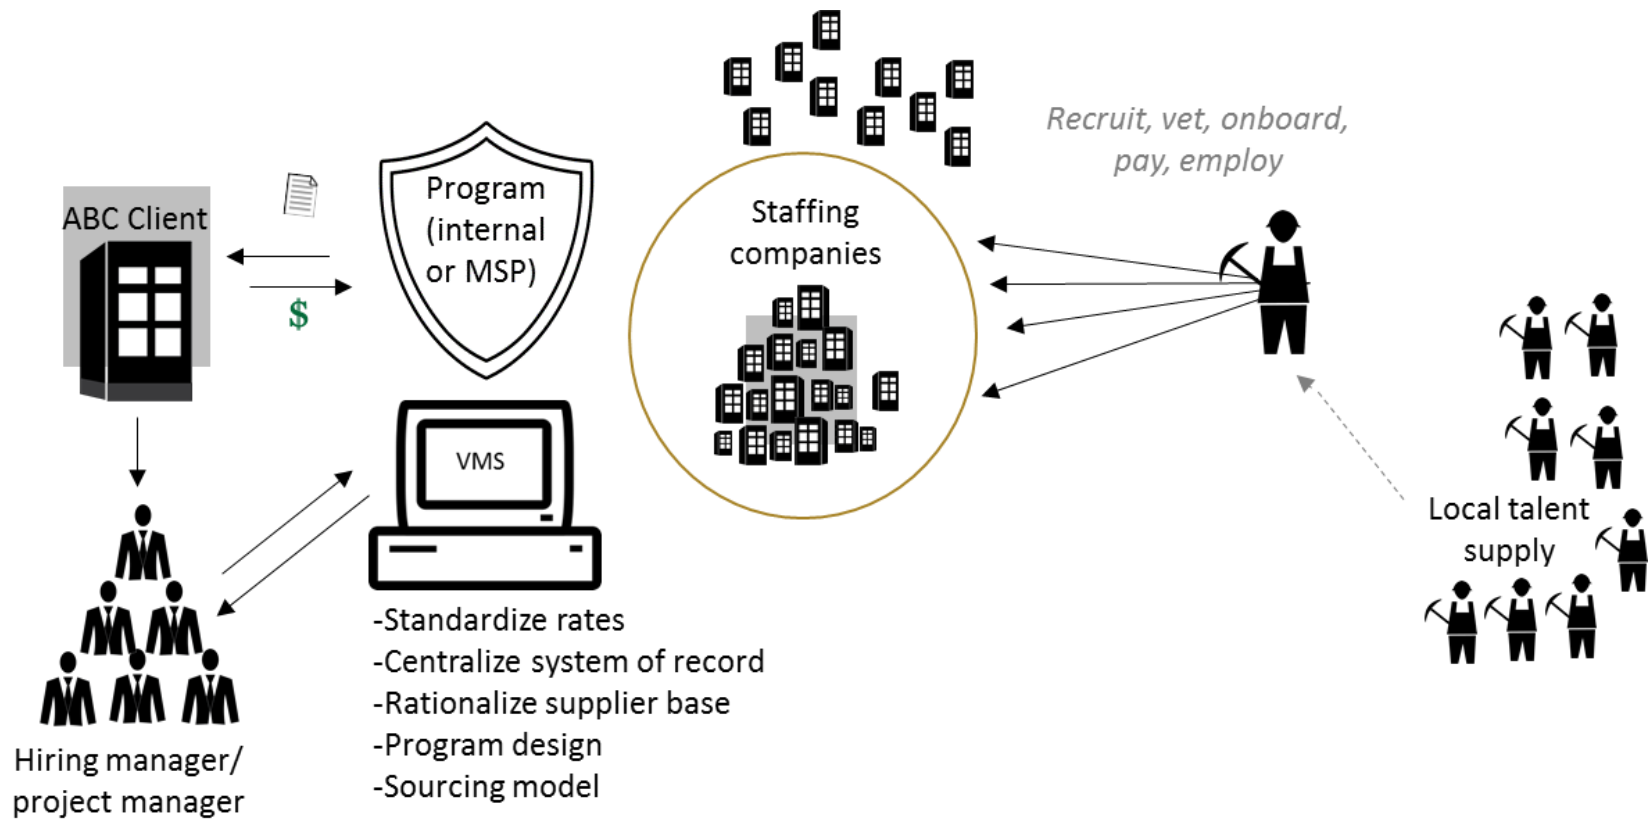 ABC Client
$
Program
(internal
or MSP)
VMS
-Standardize rates
-Centralize system of record
-Rationalize supplier base
-Program design
-Sourcing model
Hiring manager/
project manager
Staffing
companies
Recruit, vet, onboard,
pay, employ
Local talent
supply